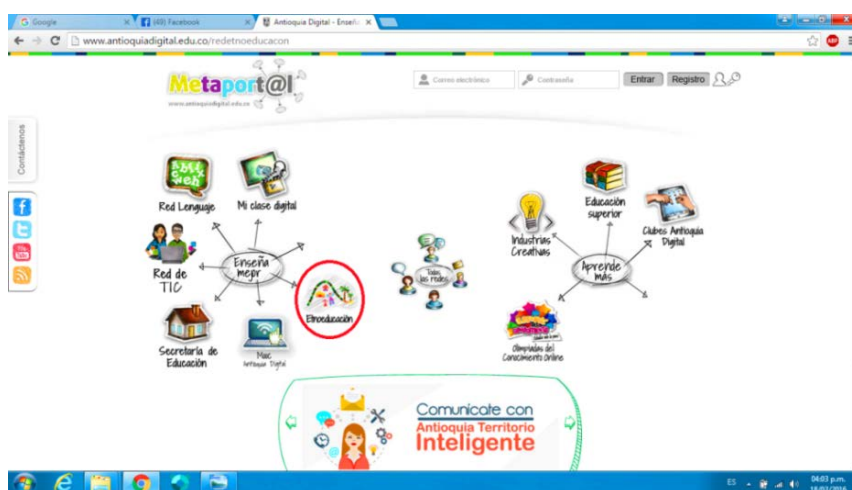 Google
(40) Facebook
Antioquia Digital - Enseñ
www.antioquiadigital.edu.co/redetnoeducacon
ABP
Metaport@l
www.antioquiadigital.edu.co
Correo electrónico
Contraseña
Entrar
Registro
Contáctenos
Red Lenguaje
Mi clase digital
Red de
TIC
Enseña
mejor
Etnoeducación
Secretaría de
Educación
Mac
Antioquia Digital
Todas
las redes
Educación
superior
Clubes Antioquia
Digital
Industrias
Creativas
Aprende
más
Olimpiadas del
Conocimiento Online
Comunicate con
Antioquia Territorio
Inteligente
ES
04:03 p.m.